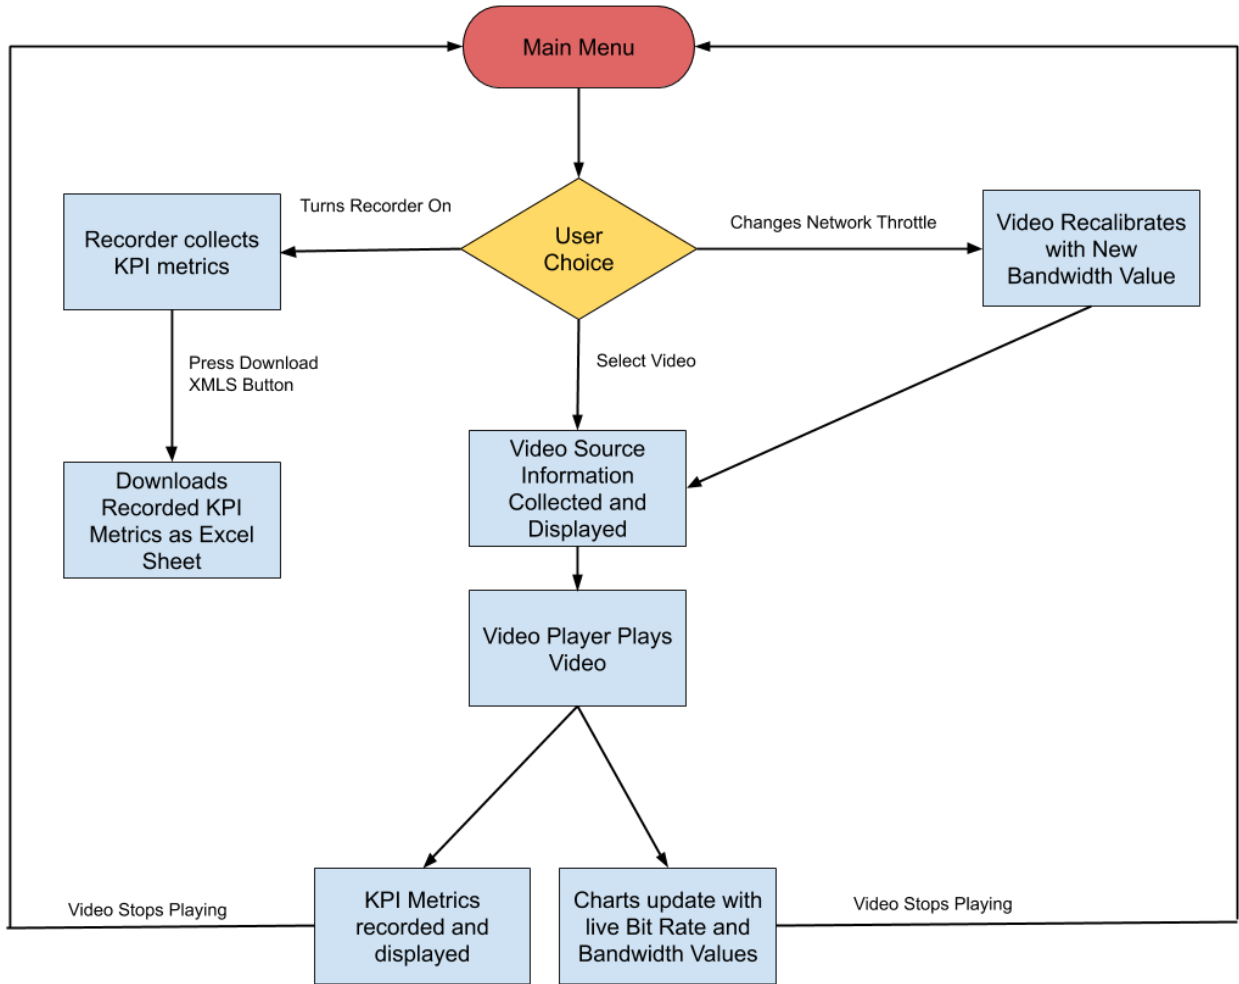 Main Menu
Turns Recorder On
Changes Network Throttle
Recorder collects
KPI metrics
User
Choice
Video Recalibrates
with New
Bandwidth Value
Press Download
XMLS Button
Select Video
Downloads
Recorded KPI
Metrics as Excel
Sheet
Video Source
Information
Collected and
Displayed
Video Player Plays
Video
Video Stops Playing
KPI Metrics
recorded and
displayed
Charts update with
live Bit Rate and
Bandwidth Values
Video Stops Playing